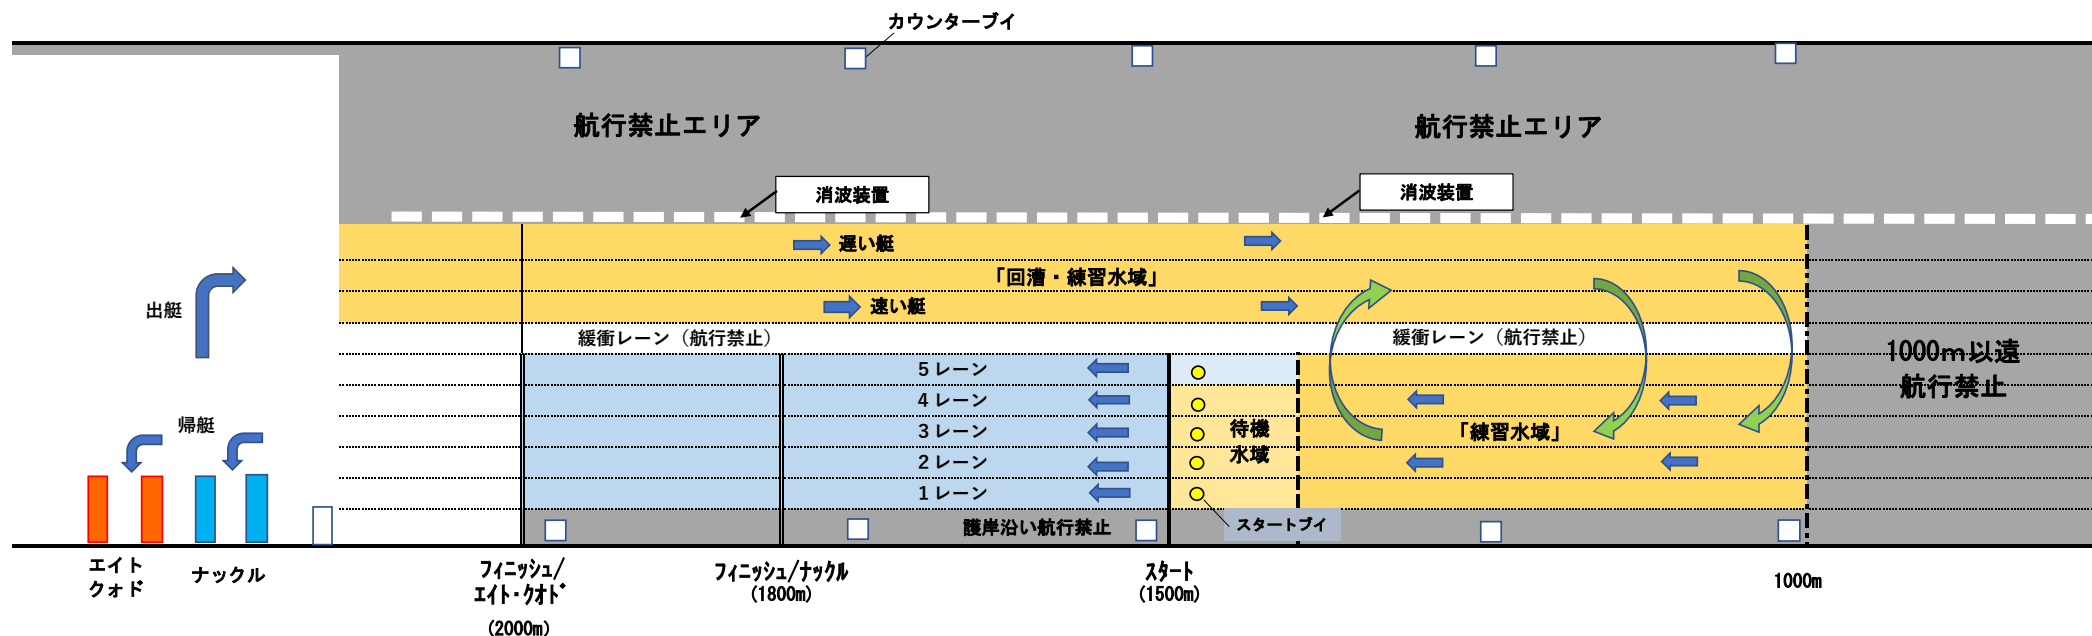 カウンターブイ
航行禁止エリア
航行禁止エリア
消波装置
消波装置
遅い艇
「回漕・練習水域」
速い艇
出艇
緩衝レーン（航行禁止）
緩衝レーン（航行禁止）
1000m以遠
航行禁止
5 レーン
4 レーン
3 レーン
2 レーン
1 レーン
待機
水域
「練習水域」
帰艇
護岸沿い航行禁止
スタートブイ
エイト
クォド
ナックル
フィニッシュ/
エイト・クオド
(2000m)
フィニッシュ/ナックル
(1800m)
スタート
(1500m)
1000m